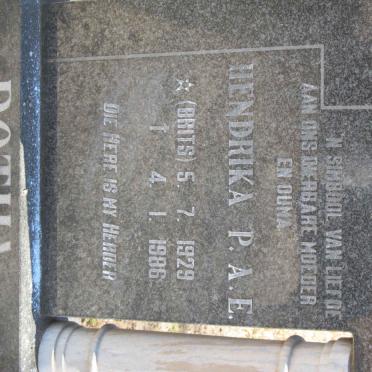 'N SIMBOOL VAN LEFDE
AAN ONS DIERBARE MOEDER
EN OUMA
HENDRIKA P. A. E.
☆ (BRITS) 5. 7. 1929
† 4. 1. 1986
DIE HERE IS MY HERDER
BOTHA